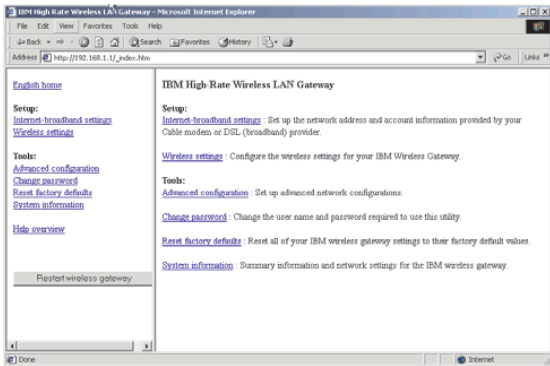 IBM High Rate Wireless LAN Gateway - Microsoft Internet Explorer
File Edit View Favorites Tools Help
Back Search Favorites History
Address http://192.168.1.1/_index.htm Go Links »
English home
Setup:
Internet-broadband settings
Wireless settings
Tools:
Advanced configuration
Change password
Reset factory defaults
System information
Help overview
Restart wireless gateway
IBM High-Rate Wireless LAN Gateway
Setup:
Internet-broadband settings : Set up the network address and account information provided by your
Cable modem or DSL (broadband) provider.
Wireless settings : Configure the wireless settings for your IBM Wireless Gateway.
Tools:
Advanced configuration : Set up advanced network configurations.
Change password : Change the user name and password required to use this utility.
Reset factory defaults : Reset all of your IBM wireless gateway settings to their factory default values.
System information : Summary information and network settings for the IBM wireless gateway.
Done Internet